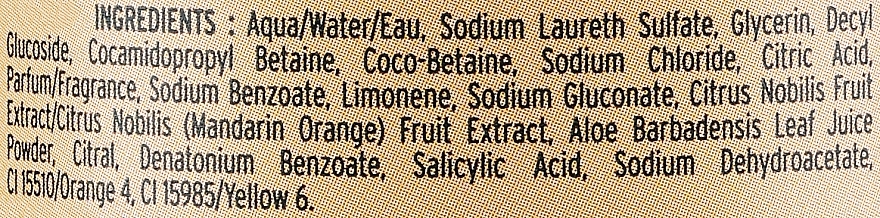 INGREDIENTS : Aqua/Water/Eau, Sodium Laureth Sulfate, Glycerin, Decyl
Glucoside, Cocamidopropyl Betaine, Coco-Betaine, Sodium Chloride, Citric Acid,
Parfum/Fragrance, Sodium Benzoate, Limonene, Sodium Gluconate, Citrus Nobilis Fruit
Extract/Citrus Nobilis (Mandarin Orange) Fruit Extract, Aloe Barbadensis Leaf Juice
Powder, Citral, Denatonium Benzoate, Salicylic Acid, Sodium Dehydroacetate,
CI 15510/Orange 4, CI 15985/Yellow 6.